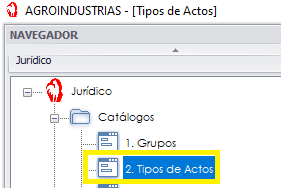 AGROINDUSTRIAS - [Tipos de Actos]
NAVEGADOR
Jurídico
Jurídico
Catálogos
1. Grupos
2. Tipos de Actos